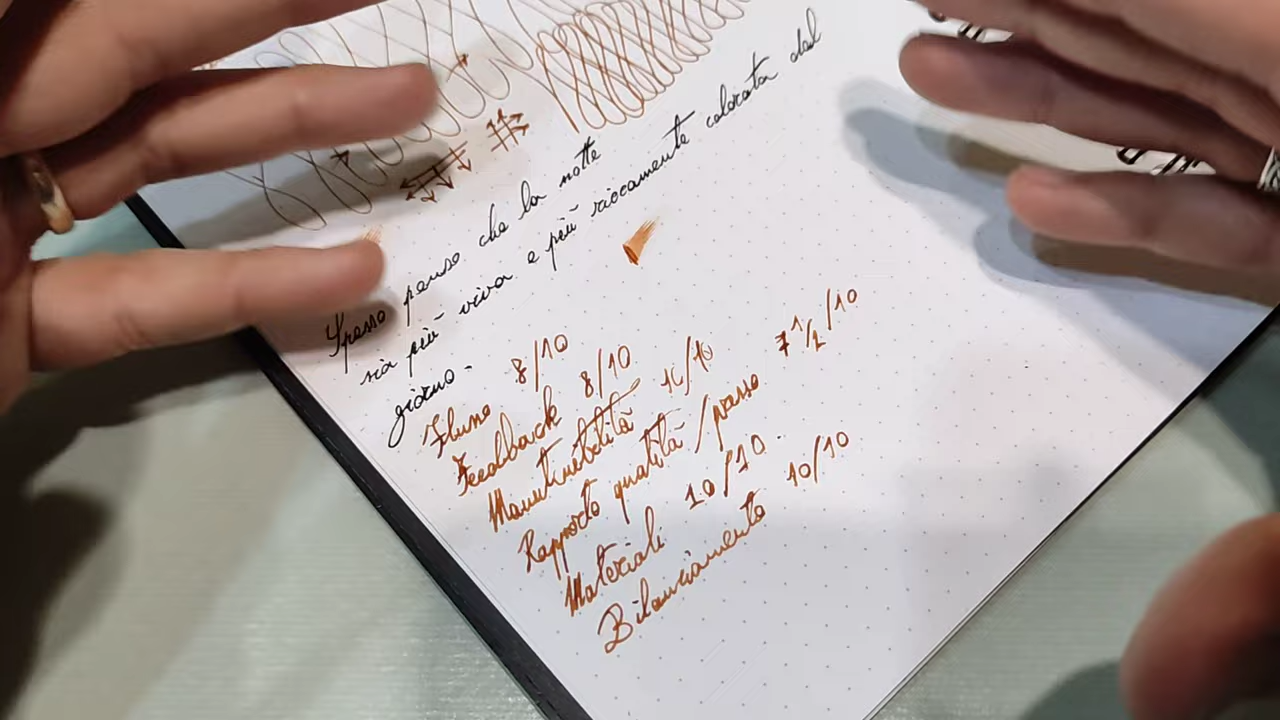 Spesso penso che la notte
sia più viva e più riccamente colorata del
giorno.
Flusso 8/10
Feedback 8/10
10/10
Rapporto qualità/prezzo 7 1/2/10
Materiali 10/10
Bilanciamento 10/10